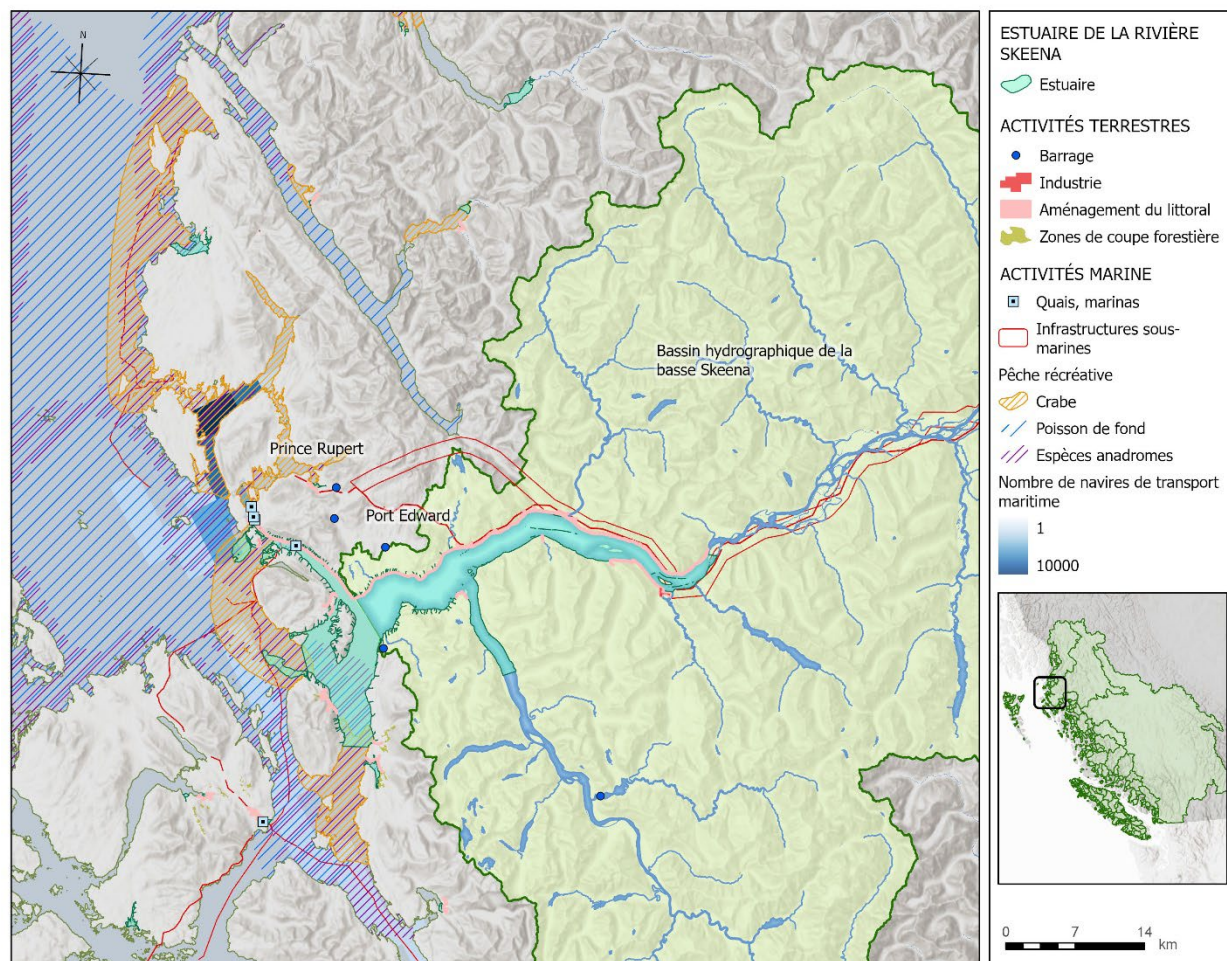 N
Bassin hydrographique de la
basse Skeena
Prince Rupert
Port Edward
ESTUAIRE DE LA RIVIÈRE
SKEENA
Estuaire
ACTIVITÉS TERRESTRES
Barrage
Industrie
Aménagement du littoral
Zones de coupe forestière
ACTIVITÉS MARINE
Quais, marinas
Infrastructures sous-
marines
Pêche récréative
Crabe
Poisson de fond
Espèces anadromes
Nombre de navires de transport
maritime
1
10000
0 7 14
km